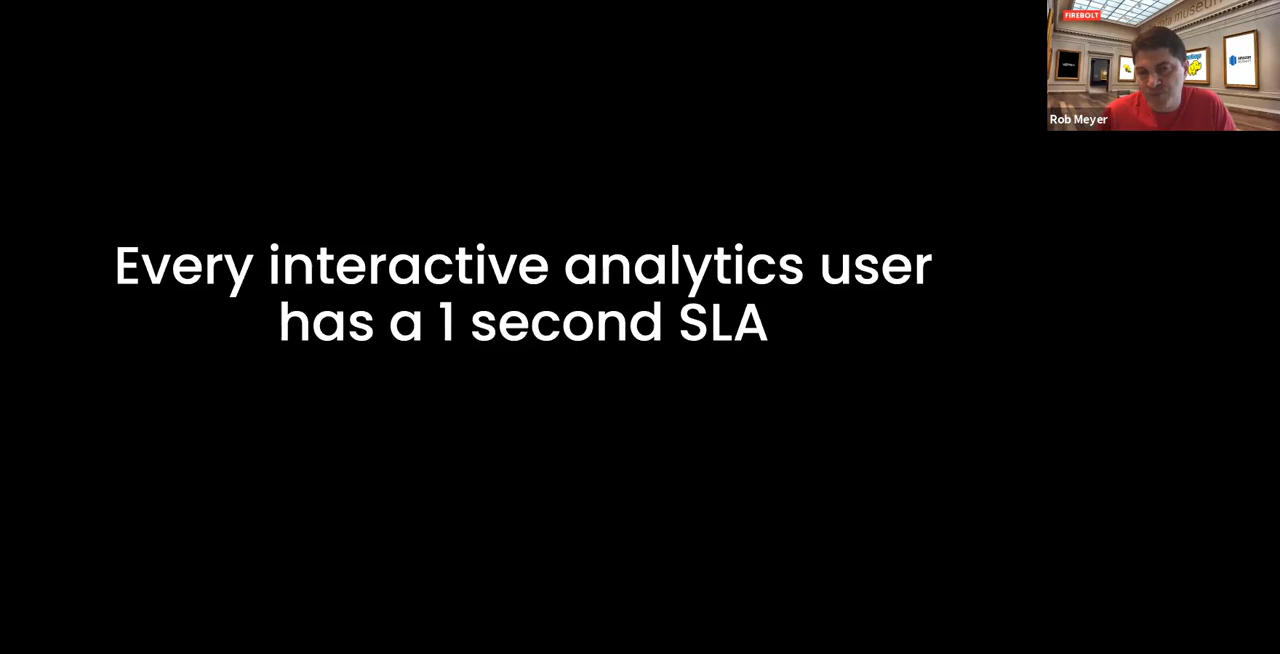 FIREBOLT
Rob Meyer
Every interactive analytics user
has a 1 second SLA